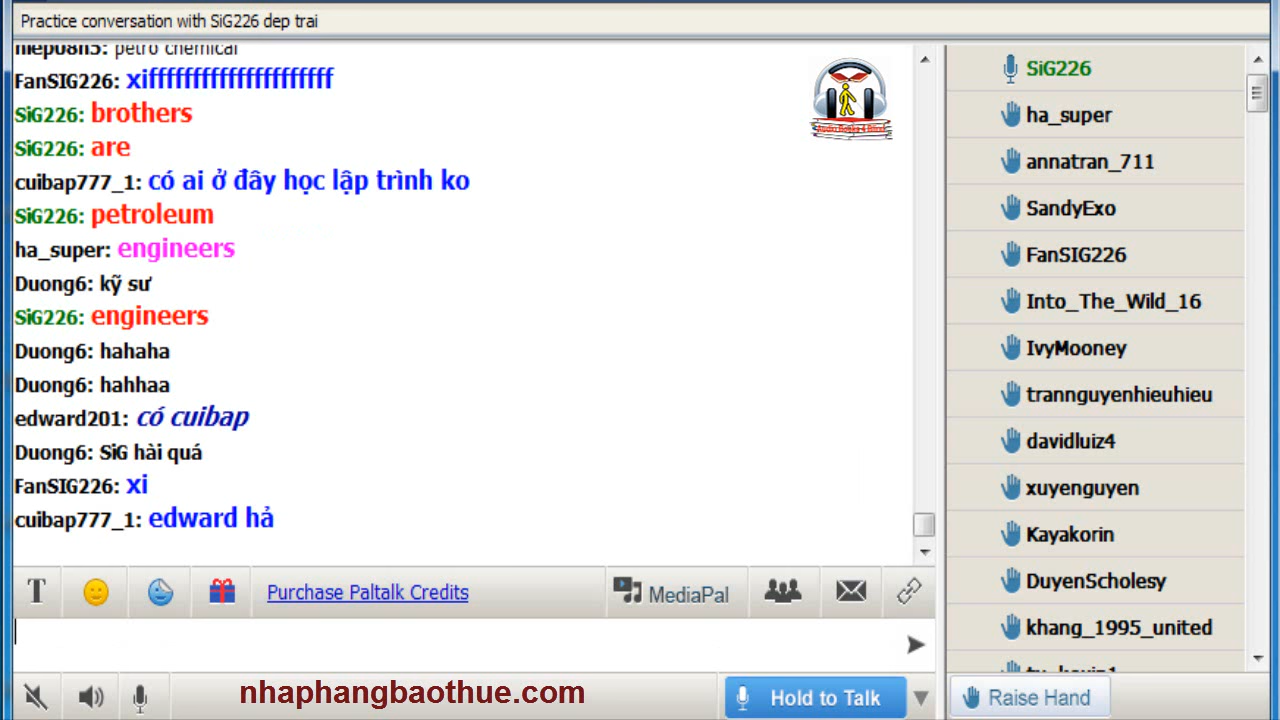 Practice conversation with SiG226 dep trai
niep08n5: petro chemical
FanSIG226: xifffffffffffffffffffff
SiG226: brothers
SiG226: are
cuibap777_1: có ai ở đây học lập trình ko
SiG226: petroleum
ha_super: engineers
Duong6: kỹ sư
SiG226: engineers
Duong6: hahaha
Duong6: hahhaa
edward201: có cuibap
Duong6: SiG hài quá
FanSIG226: xi
cuibap777_1: edward hả
SiG226
ha_super
annatran_711
SandyExo
FanSIG226
Into_The_Wild_16
IvyMooney
trannguyenhieuhieu
davidluiz4
xuyenguyen
Kayakorin
DuyenScholesy
khang_1995_united
T
Purchase Paltalk Credits
MediaPal
nhaphangbaothue.com
Hold to Talk
Raise Hand